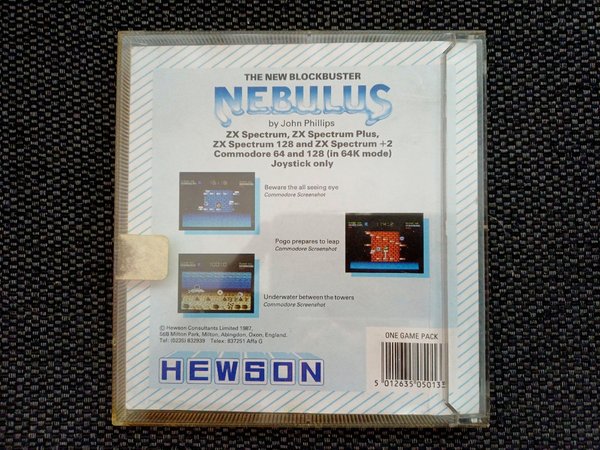 THE NEW BLOCKBUSTER
NEBULUS
by John Phillips
ZX Spectrum, ZX Spectrum Plus,
ZX Spectrum 128 and ZX Spectrum +2
Commodore 64 and 128 (in 64K mode)
Joystick only
Beware the all seeing eye
Commodore Screenshot
Pogo prepares to leap
Commodore Screenshot
Underwater between the towers
Commodore Screenshot
© Hewson Consultants Limited 1987.
56B Milton Park, Milton, Abingdon, Oxon, England.
Tel: (0235) 832939 Telex: 837251 Affa G
HEWSON
ONE GAME PACK
5 012635 05013